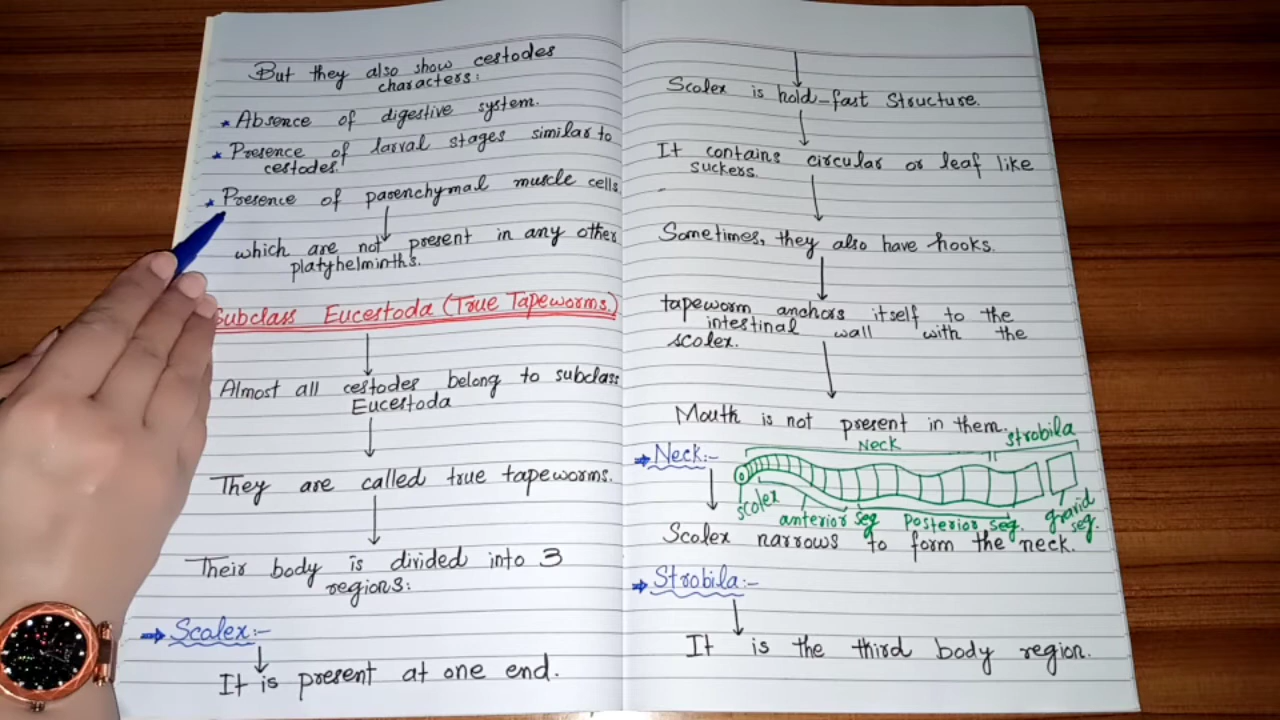 But they also show cestodes
characters:
* Absence of digestive system.
* Presence of larval stages similar to
cestodes.
* Presence of parenchymal muscle cells
which are not present in any other
platyhelminths.
Subclass Eucestoda (True Tapeworms.)
Almost all cestodes belong to subclass
Eucestoda
They are called true tapeworms.
Their body is divided into 3
regions:
Scalex:-
It is present at one end.
Scalex is hold-fast structure.
It contains circular or leaf like
suckers.
Sometimes, they also have hooks.
tapeworm anchors itself to the
intestinal wall with the
scolex.
Mouth is not present in them.
Neck:-
Neck
strobila
scolex
anterior seg
Posterior seg.
gravid
seg.
Scolex narrows to form the neck.
Strobila:-
It is the third body region.